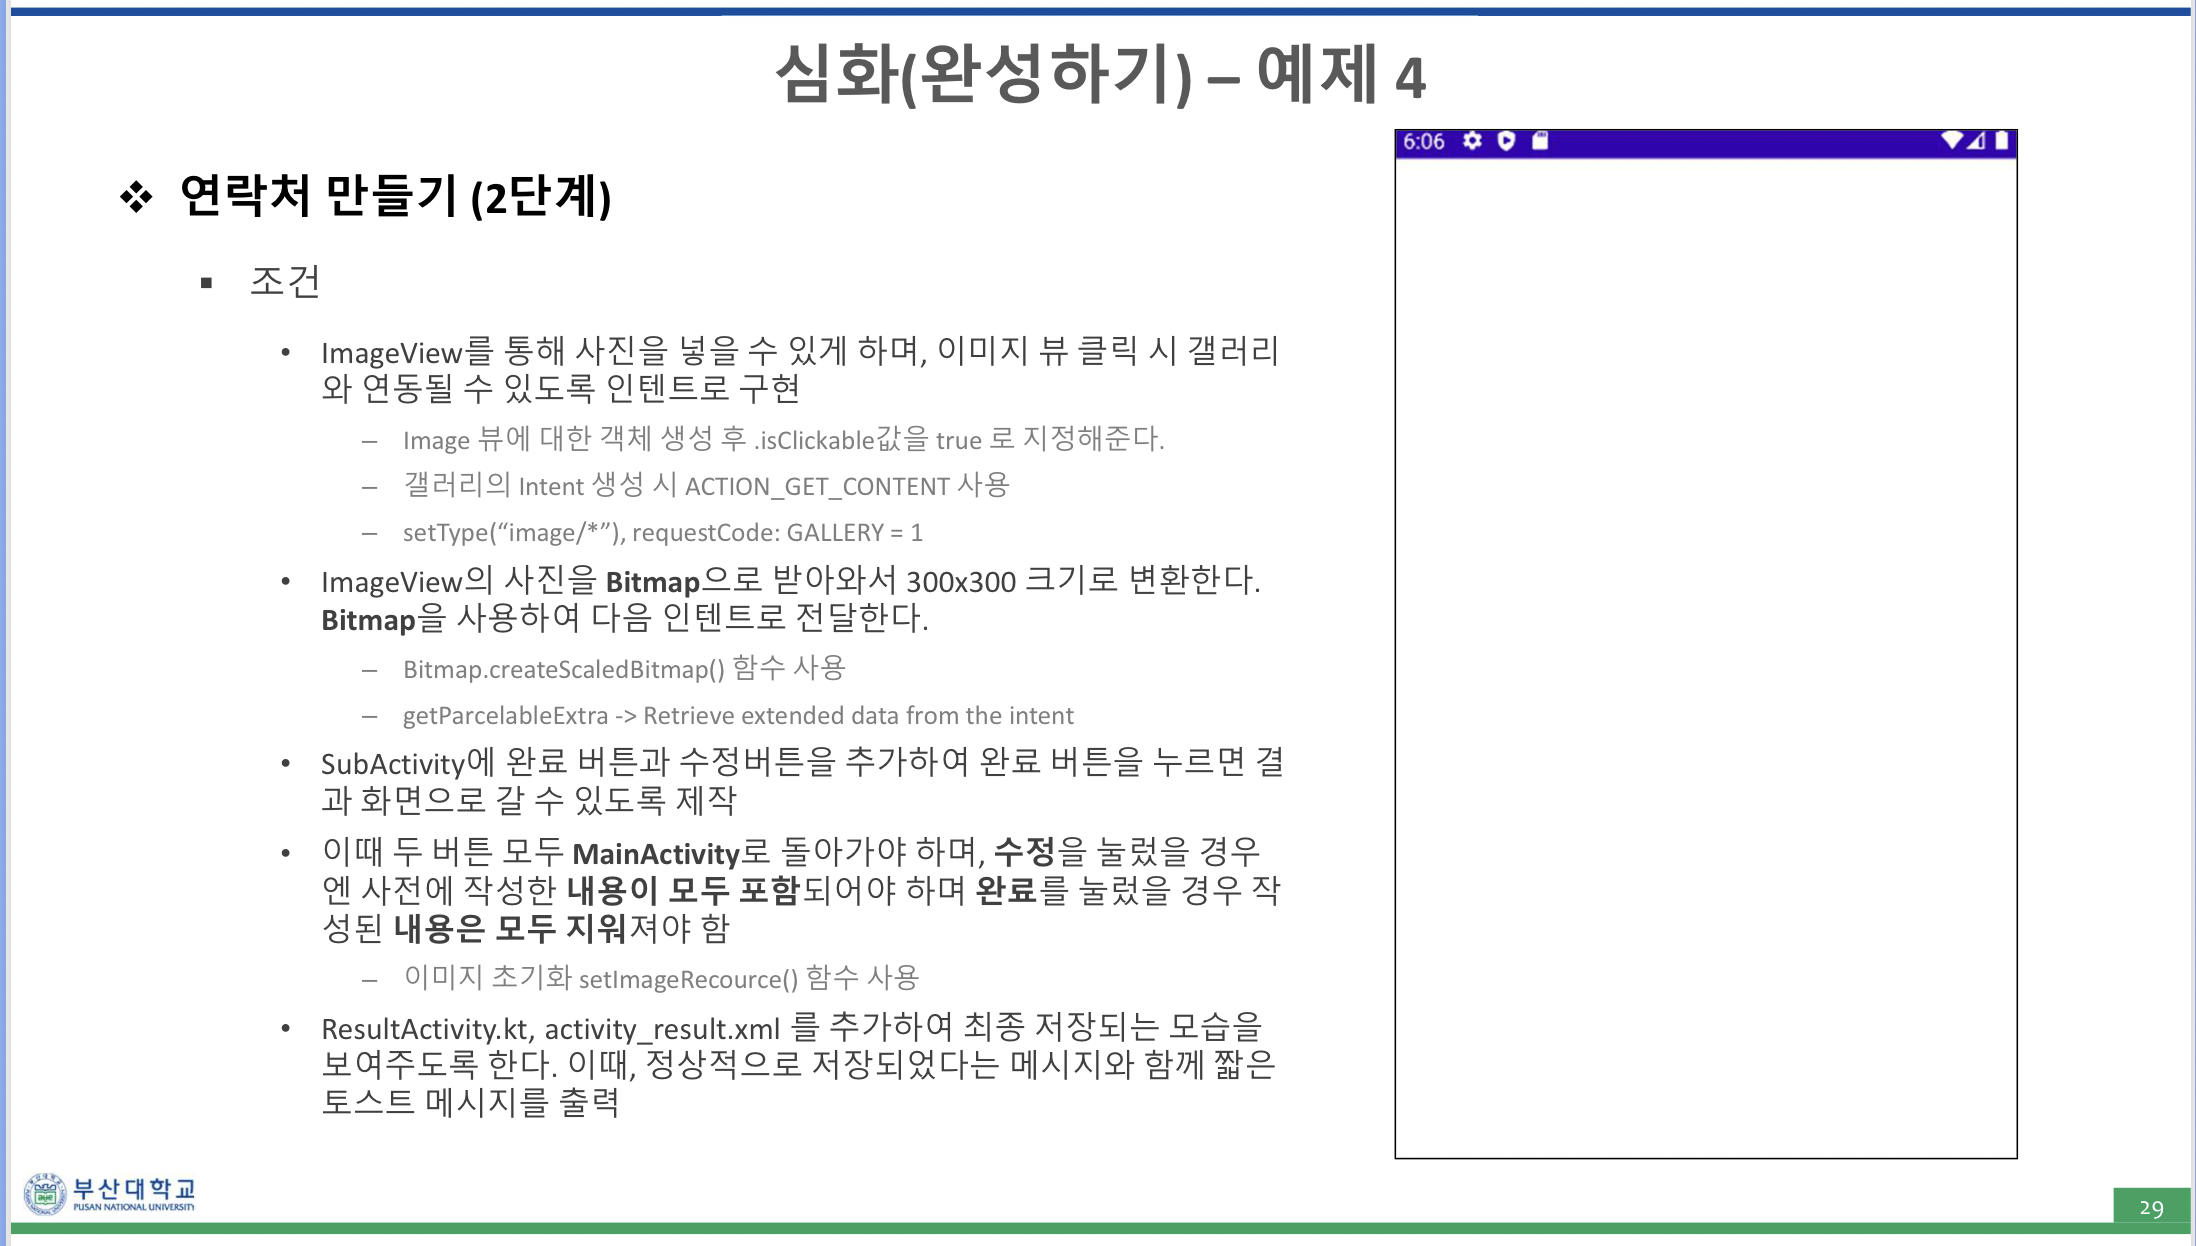 심화(완성하기) – 예제 4
❖ 연락처 만들기 (2단계)
▪ 조건
• ImageView를 통해 사진을 넣을 수 있게 하며, 이미지 뷰 클릭 시 갤러리
와 연동될 수 있도록 인텐트로 구현
– Image 뷰에 대한 객체 생성 후 .isClickable값을 true 로 지정해준다.
– 갤러리의 Intent 생성 시 ACTION_GET_CONTENT 사용
– setType(“image/*”), requestCode: GALLERY = 1
• ImageView의 사진을 Bitmap으로 받아와서 300x300 크기로 변환한다.
Bitmap을 사용하여 다음 인텐트로 전달한다.
– Bitmap.createScaledBitmap() 함수 사용
– getParcelableExtra -> Retrieve extended data from the intent
• SubActivity에 완료 버튼과 수정버튼을 추가하여 완료 버튼을 누르면 결
과 화면으로 갈 수 있도록 제작
• 이때 두 버튼 모두 MainActivity로 돌아가야 하며, 수정을 눌렀을 경우
엔 사전에 작성한 내용이 모두 포함되어야 하며 완료를 눌렀을 경우 작
성된 내용은 모두 지워져야 함
– 이미지 초기화 setImageRecource() 함수 사용
• ResultActivity.kt, activity_result.xml 를 추가하여 최종 저장되는 모습을
보여주도록 한다. 이때, 정상적으로 저장되었다는 메시지와 함께 짧은
토스트 메시지를 출력
6:06
부산대학교
PUSAN NATIONAL UNIVERSITY
29